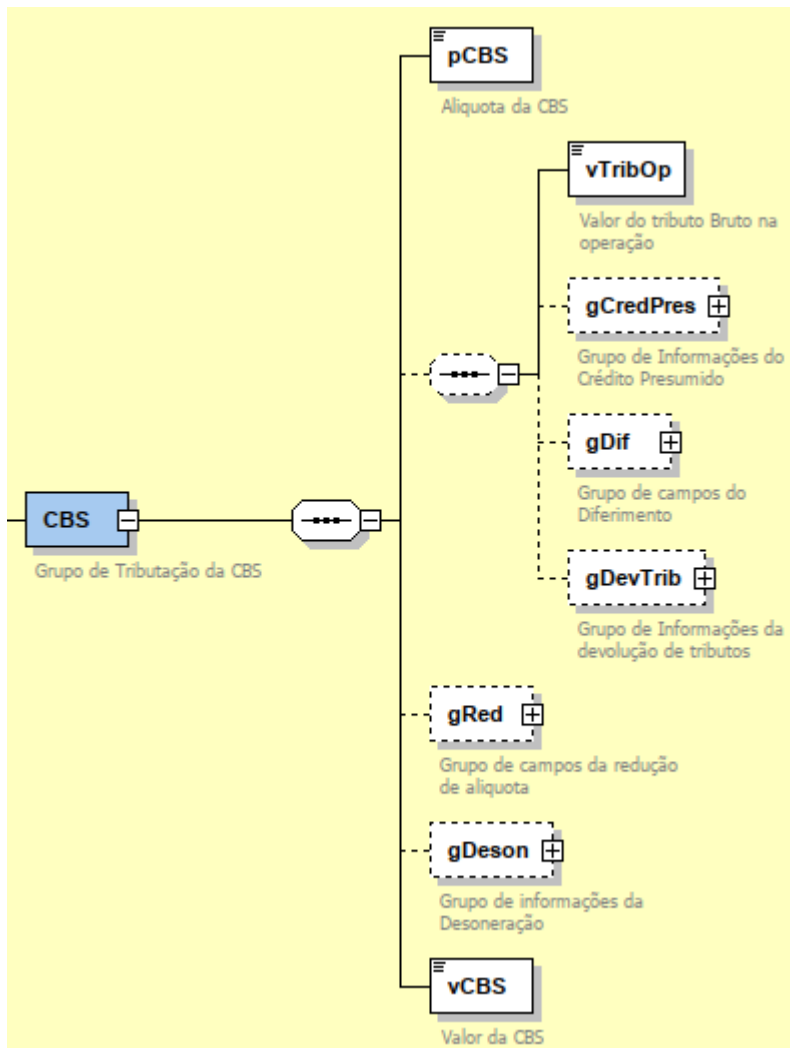 pCBS
Aliquota da CBS
vTribOp
Valor do tributo Bruto na
operação
gCredPres
Grupo de Informações do
Crédito Presumido
gDif
Grupo de campos do
Diferimento
gDevTrib
Grupo de Informações da
devolução de tributos
CBS
Grupo de Tributação da CBS
gRed
Grupo de campos da redução
de aliquota
gDeson
Grupo de informações da
Desoneração
vCBS
Valor da CBS